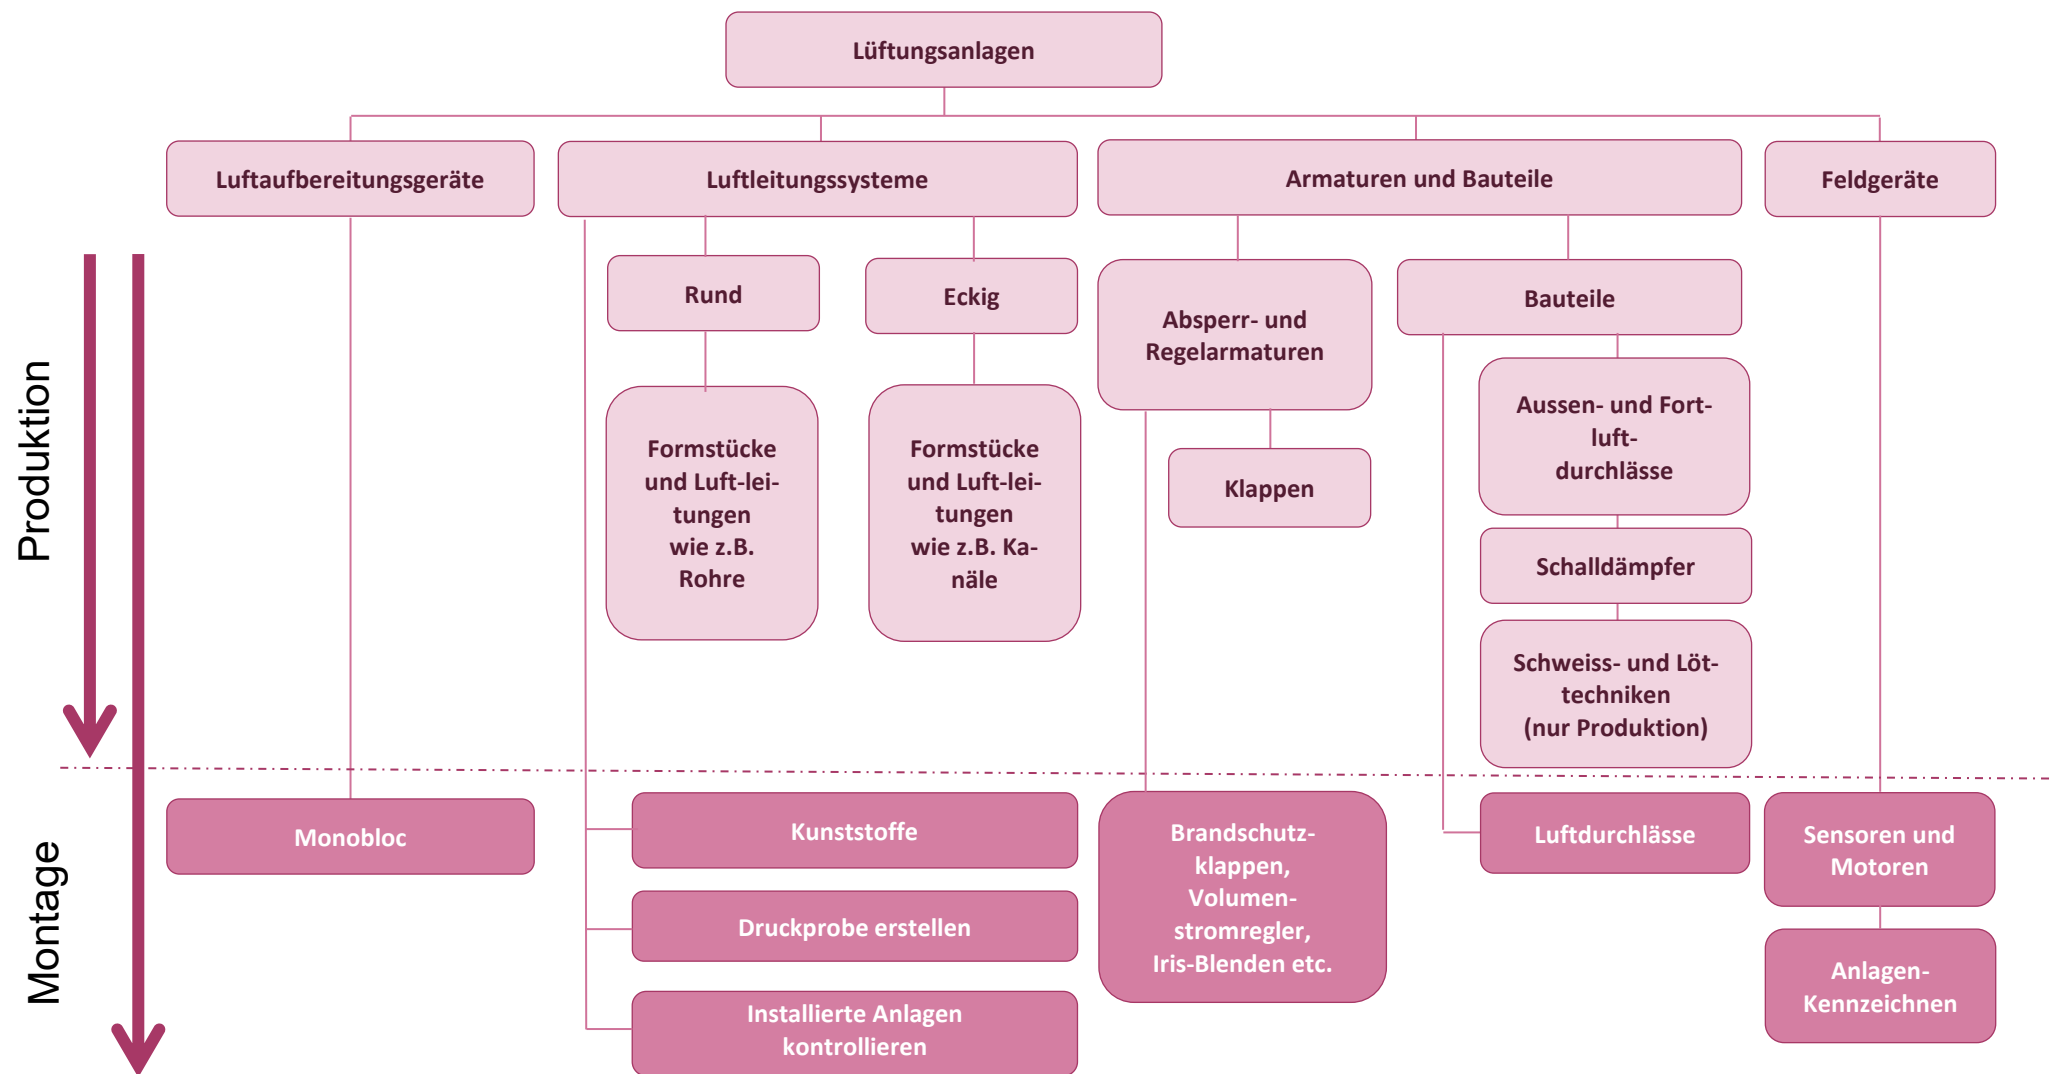 Lüftungsanlagen
Luftaufbereitungsgeräte
Luftleitungssysteme
Armaturen und Bauteile
Feldgeräte
Produktion
Rund
Eckig
Absperr- und
Regelarmaturen
Bauteile
Formstücke
und Luft-lei-
tungen
wie z.B.
Rohre
Formstücke
und Luft-lei-
tungen
wie z.B. Ka-
näle
Klappen
Aussen- und Fort-
luft-
durchlässe
Schalldämpfer
Schweiss- und Löt-
techniken
(nur Produktion)
Montage
Monobloc
Kunststoffe
Druckprobe erstellen
Installierte Anlagen
kontrollieren
Brandschutz-
klappen,
Volumen-
stromregler,
Iris-Blenden etc.
Luftdurchlässe
Sensoren und
Motoren
Anlagen-
Kennzeichnen